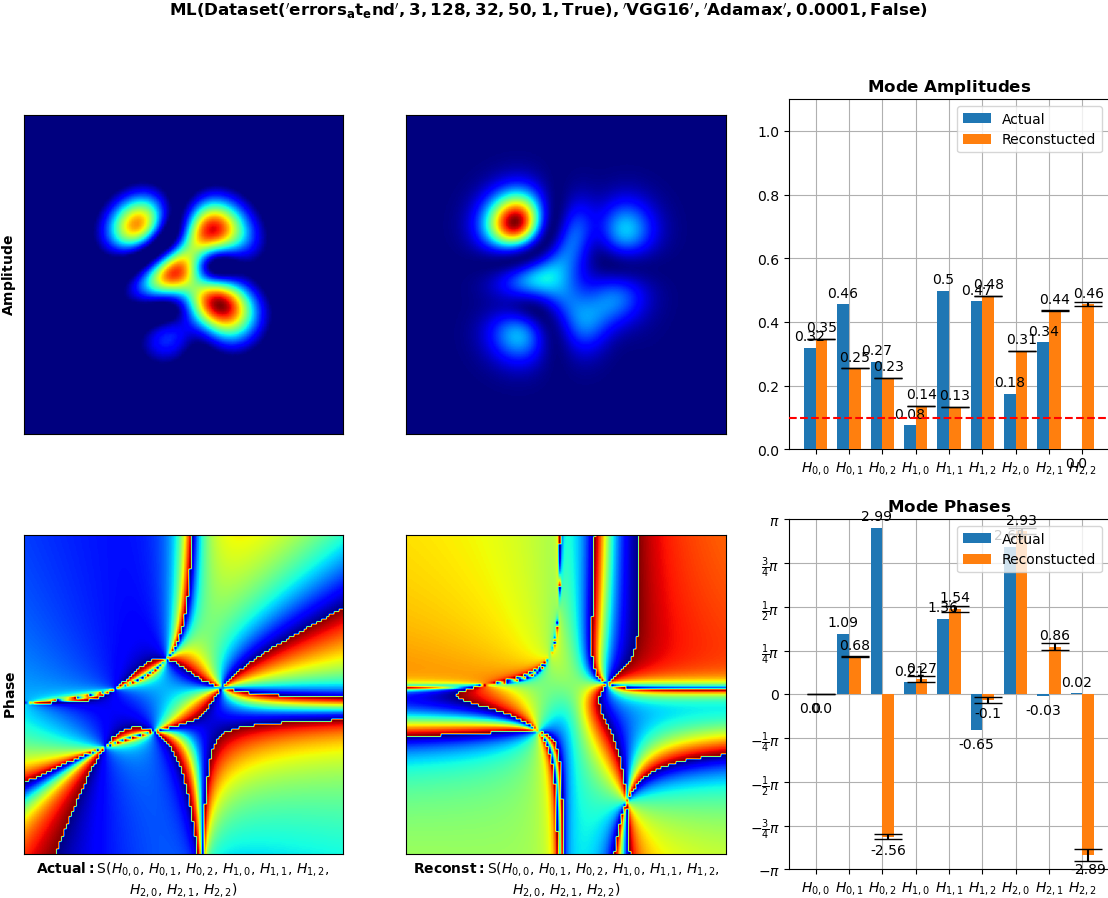 ML(Dataset('errorsₐtₑnd', 3, 128, 32, 50, 1, True), 'VGG16', 'Adamax', 0.0001, False)
Amplitude
Mode Amplitudes
Actual
Reconstucted
1.0
0.8
0.6
0.4
0.2
0.0
0.32
0.35
0.46
0.25
0.27
0.23
0.08
0.14
0.5
0.13
0.47
0.48
0.18
0.31
0.34
0.44
0.0
0.46
H₀,₀ H₀,₁ H₀,₂ H₁,₀ H₁,₁ H₁,₂ H₂,₀ H₂,₁ H₂,₂
Phase
Actual: S(H₀,₀, H₀,₁, H₀,₂, H₁,₀, H₁,₁, H₁,₂,
H₂,₀, H₂,₁, H₂,₂)
Reconst: S(H₀,₀, H₀,₁, H₀,₂, H₁,₀, H₁,₁, H₁,₂,
H₂,₀, H₂,₁, H₂,₂)
Mode Phases
Actual
Reconstucted
π
3/4π
1/2π
1/4π
0
−1/4π
−1/2π
−3/4π
−π
0.0
1.09
0.68
2.99
-2.56
0.27
1.54
-0.65
-0.1
2.93
-0.03
0.86
0.02
H₀,₀ H₀,₁ H₀,₂ H₁,₀ H₁,₁ H₁,₂ H₂,₀ H₂,₁ H₂,₂